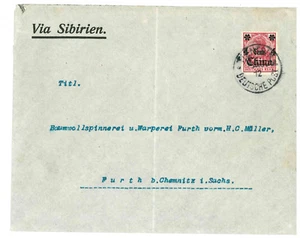 Via Sibirien.
China
DEUTSCHE POST
Titl.
Baumwollspinnerei u.Warperei Furth vorm.H.C.Müller,
Furth b.Chemnitz i.Sachs.